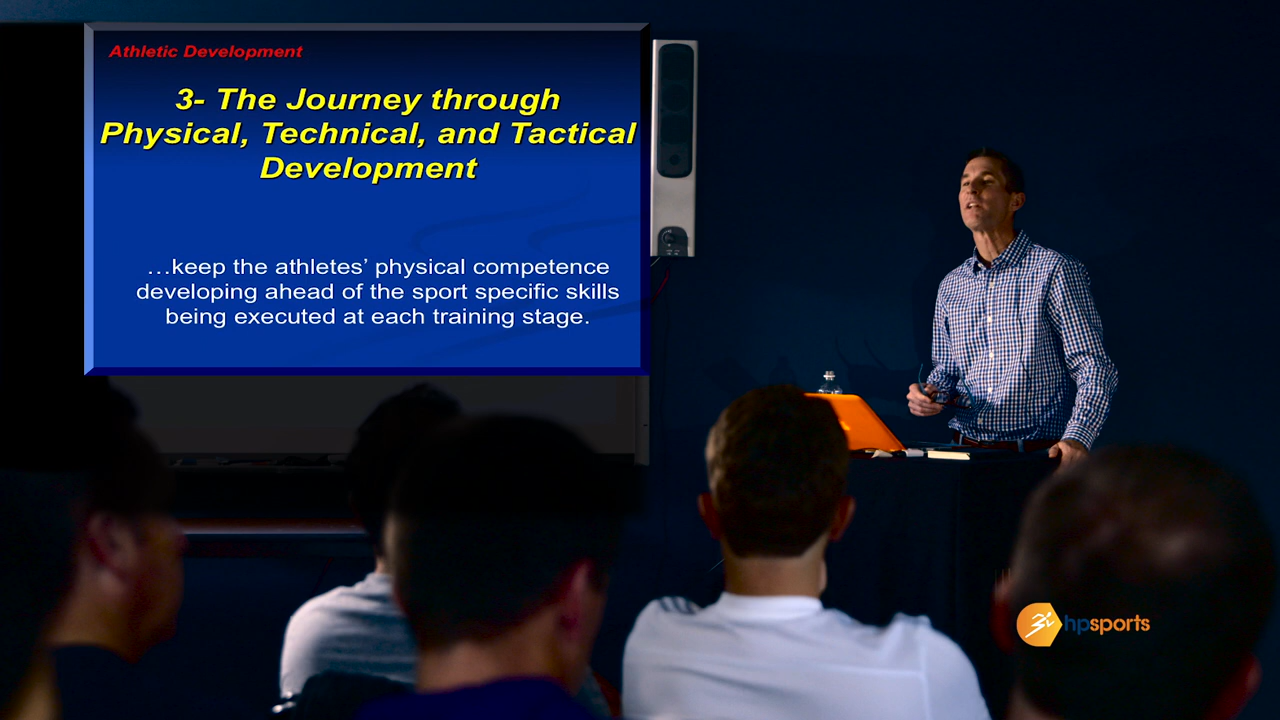 Athletic Development
3- The Journey through
Physical, Technical, and Tactical
Development
…keep the athletes’ physical competence
developing ahead of the sport specific skills
being executed at each training stage.
hpsports